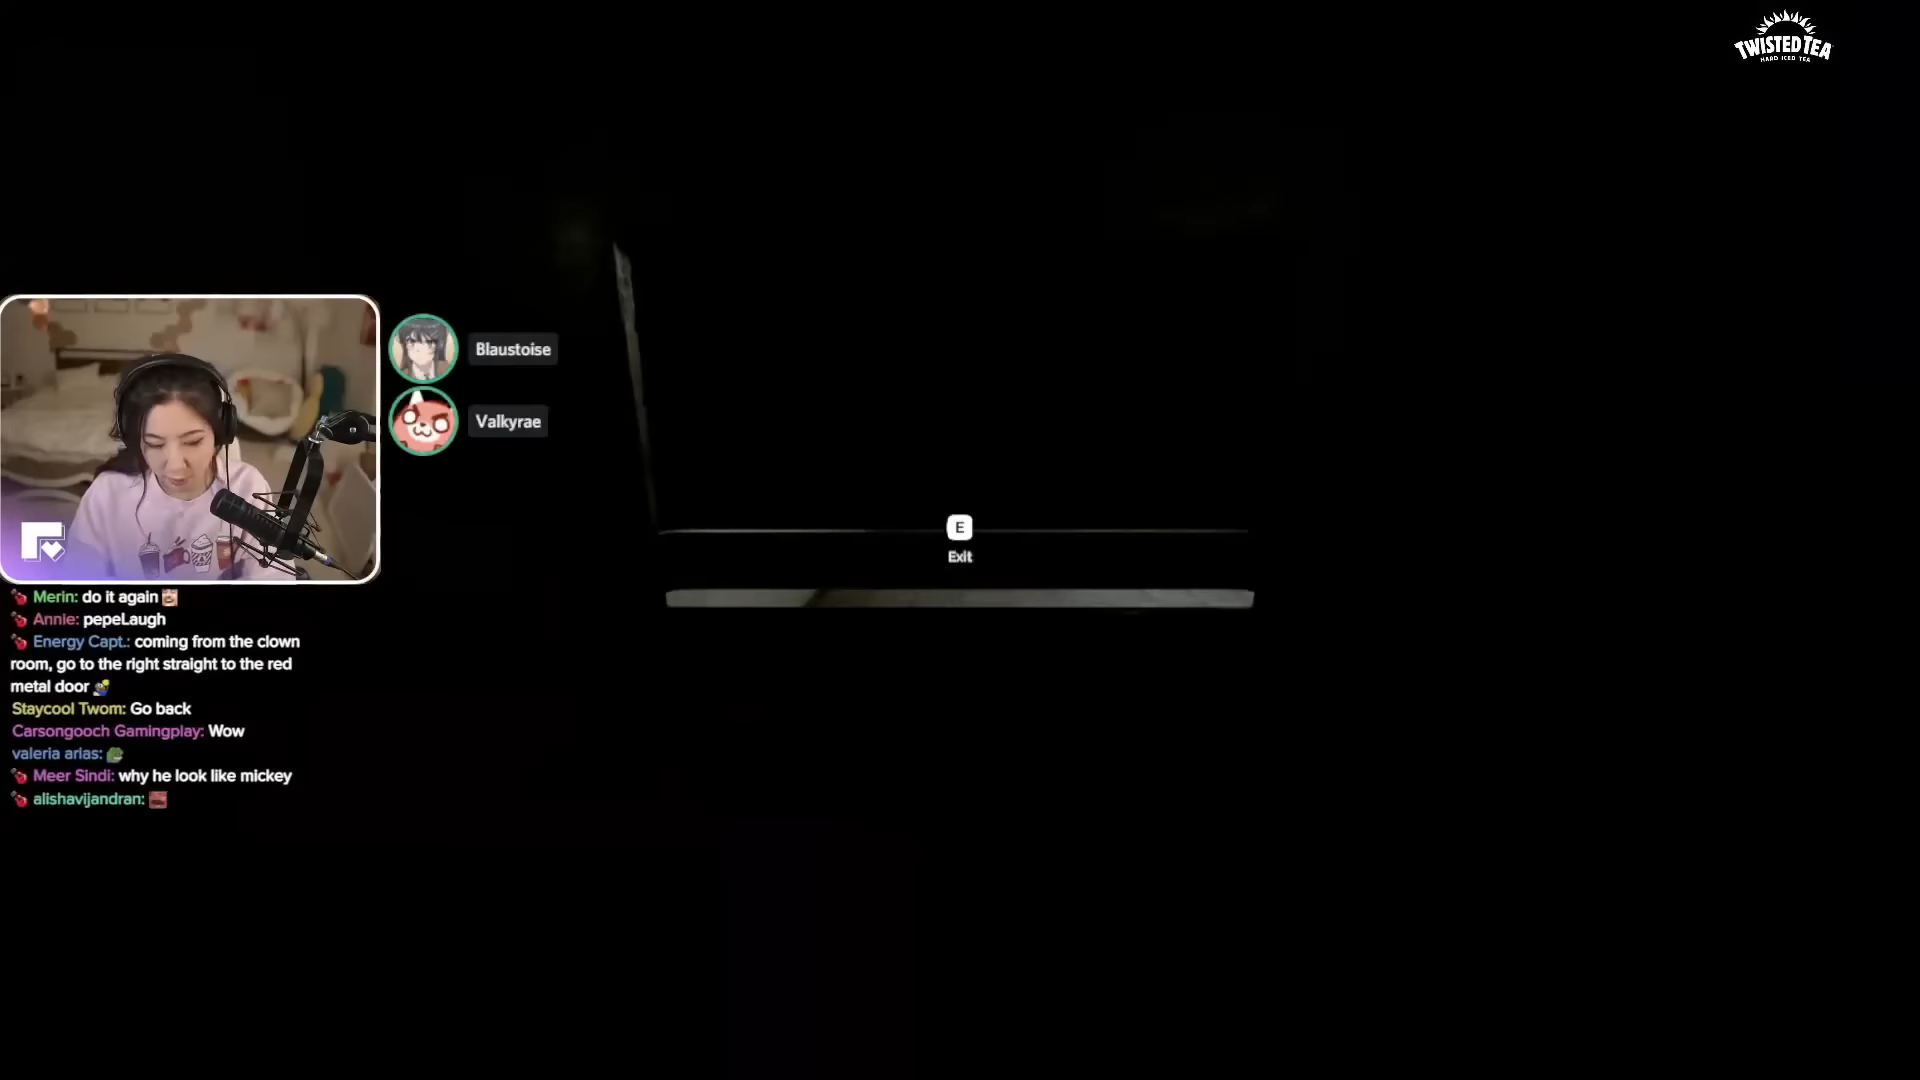 TWISTED TEA
HARD ICED TEA
Blaustoise
Valkyrae
E
Exit
Merin: do it again
Annie: pepeLaugh
Energy Capt.: coming from the clown
room, go to the right straight to the red
metal door
Staycool Twom: Go back
Carsongooch Gamingplay: Wow
valeria arias:
Meer Sindi: why he look like mickey
alishavijandran: